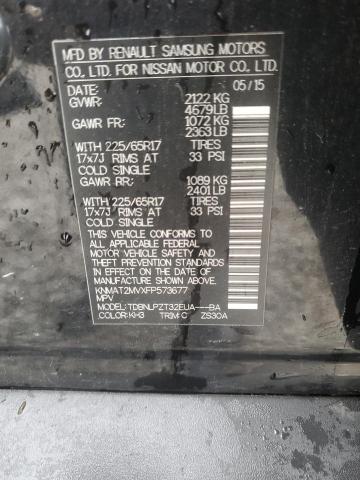 MFD BY RENAULT SAMSUNG MOTORS
CO., LTD. FOR NISSAN MOTOR CO., LTD.
DATE: 05/15
GVWR: 2122 KG
4679LB
GAWR FR: 1072 KG
2363LB
WITH 225/65R17 TIRES
17x7J RIMS AT 33 PSI
COLD SINGLE
GAWR RR: 1089 KG
2401LB
WITH 225/65R17 TIRES
17x7J RIMS AT 33 PSI
COLD SINGLE
THIS VEHICLE CONFORMS TO ALL
APPLICABLE FEDERAL MOTOR VEHICLE
SAFETY STANDARDS
IN EFFECT ON THE DATE OF
MANUFACTURE SHOWN ABOVE.
KNMAT2MVXFP573677
MPV
MODEL: TDBNLPZT32EUA---BA
COLOR:KH3 TRIM:C ZS30A